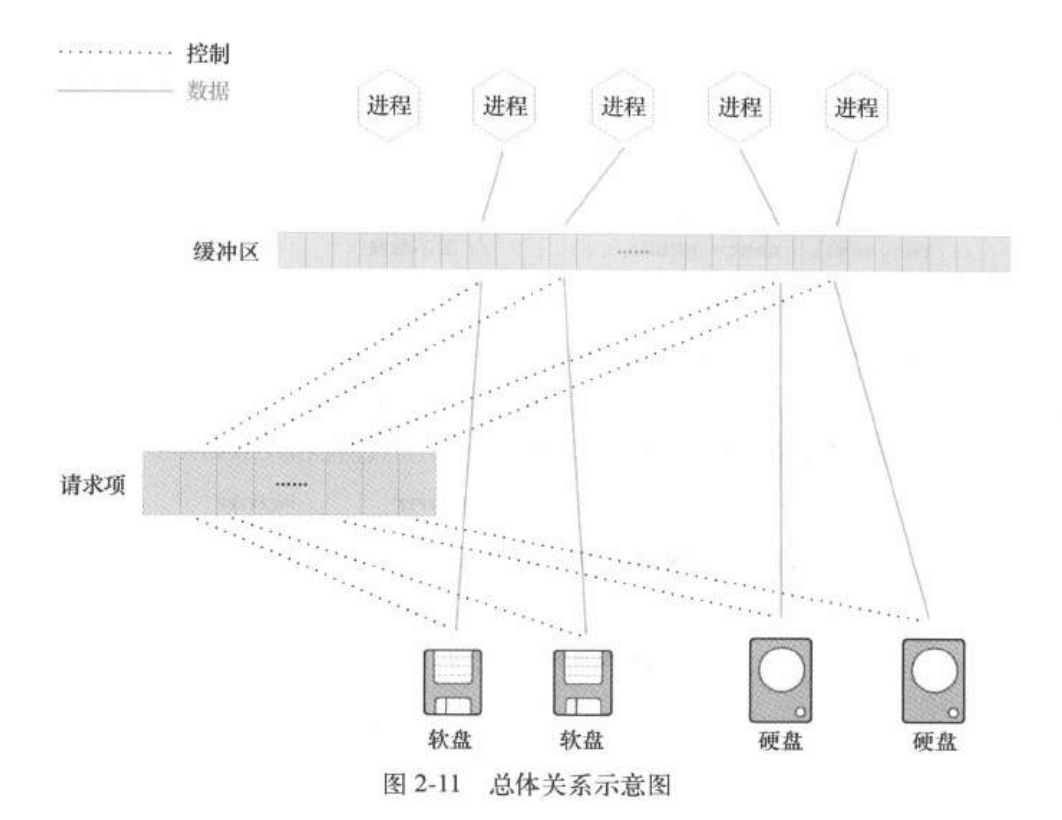 控制
数据
进程 进程 进程 进程 进程
缓冲区
……
请求项
……
软盘 软盘 硬盘 硬盘
图 2-11 总体关系示意图